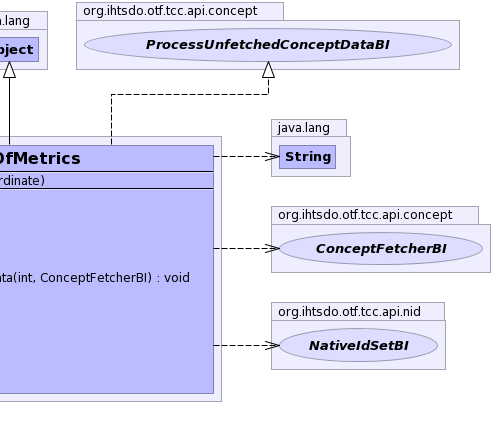 org.ihtsdo.otf.tcc.api.concept
.lang
bject
ProcessUnfetchedConceptDataBI
java.lang
OfMetrics
String
rdinate)
org.ihtsdo.otf.tcc.api.concept
ConceptFetcherBI
ata(int, ConceptFetcherBI) : void
org.ihtsdo.otf.tcc.api.nid
NativeIdSetBI